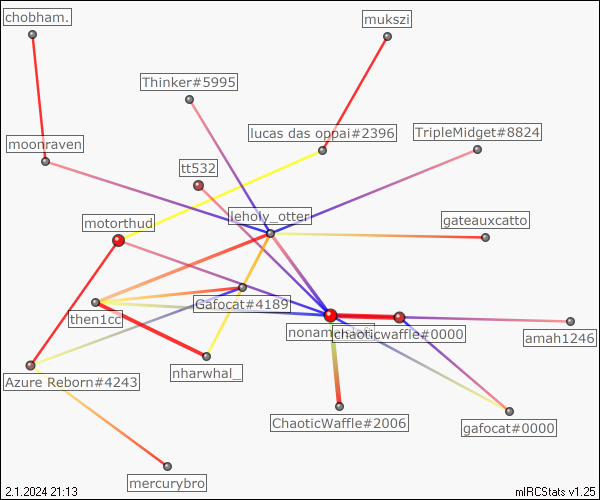 chobham.
mukszi
Thinker#5995
lucas das oppai#2396
TripleMidget#8824
moonraven
tt532
leholy_otter
motorthud
gateauxcatto
Gafocat#4189
then1cc
chaoticwaffle#0000
amah1246
nharwhal_
Azure Reborn#4243
ChaoticWaffle#2006
gafocat#0000
mercurybro
2.1.2024 21:13
mIRCStats v1.25